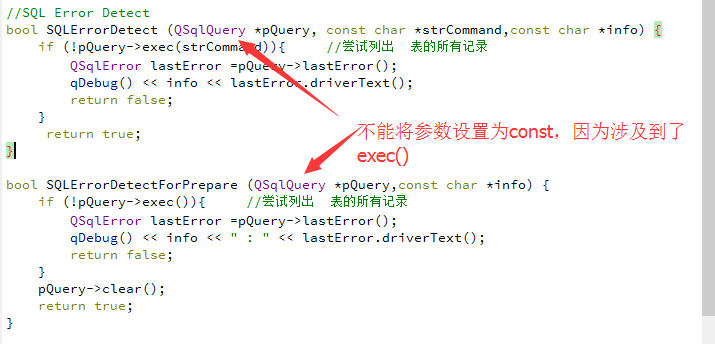 //SQL Error Detect
bool SQLErrorDetect (QSqlQuery *pQuery, const char *strCommand,const char *info) {
if (!pQuery->exec(strCommand)){ //尝试列出 表的所有记录
QSqlError lastError =pQuery->lastError();
qDebug() << info << lastError.driverText();
return false;
}
return true;
}
不能将参数设置为const，因为涉及到了
exec()
bool SQLErrorDetectForPrepare (QSqlQuery *pQuery,const char *info) {
if (!pQuery->exec()){ //尝试列出 表的所有记录
QSqlError lastError =pQuery->lastError();
qDebug() << info << " : " << lastError.driverText();
return false;
}
pQuery->clear();
return true;
}